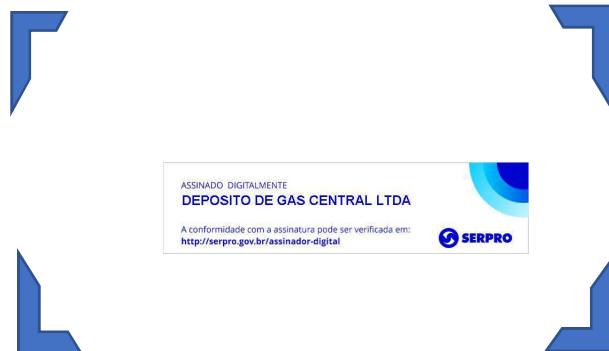 ASSINADO DIGITALMENTE
DEPOSITO DE GAS CENTRAL LTDA
A conformidade com a assinatura pode ser verificada em:
http://serpro.gov.br/assinador-digital
SERPRO